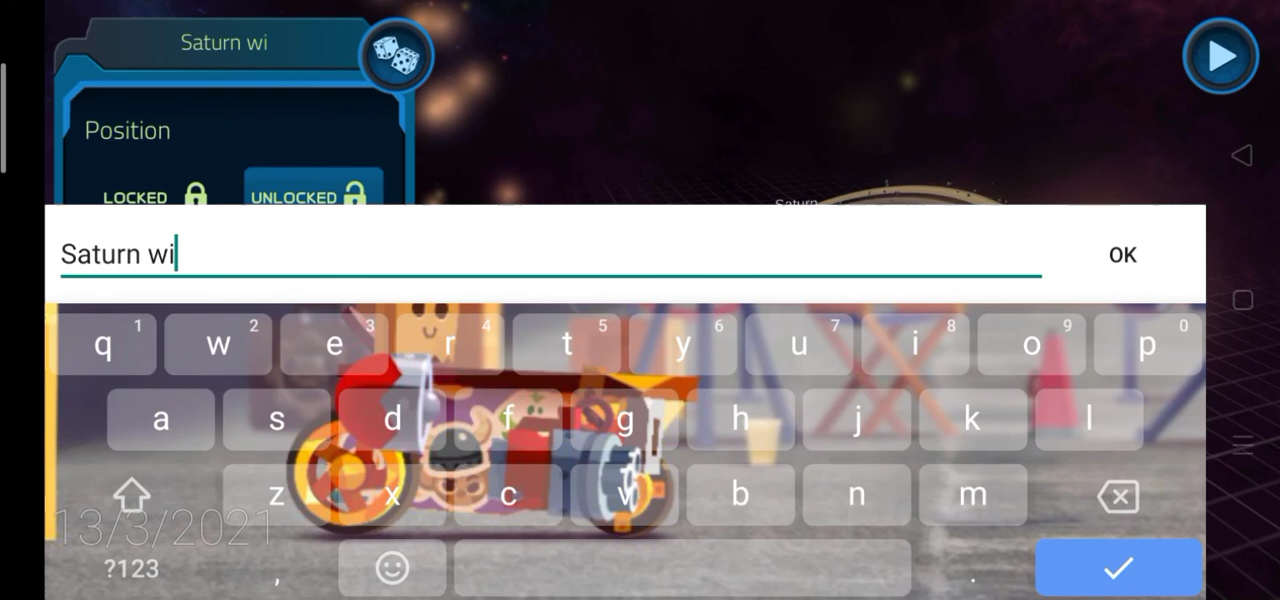 Saturn wi
Position
LOCKED UNLOCKED
Saturn
Saturn wi OK
q 1 w 2 e 3 r 4 t 5 y 6 u 7 i 8 o 9 p 0
a s d f g h j k l
z x c v b n m
13/3/2021
?123 , .